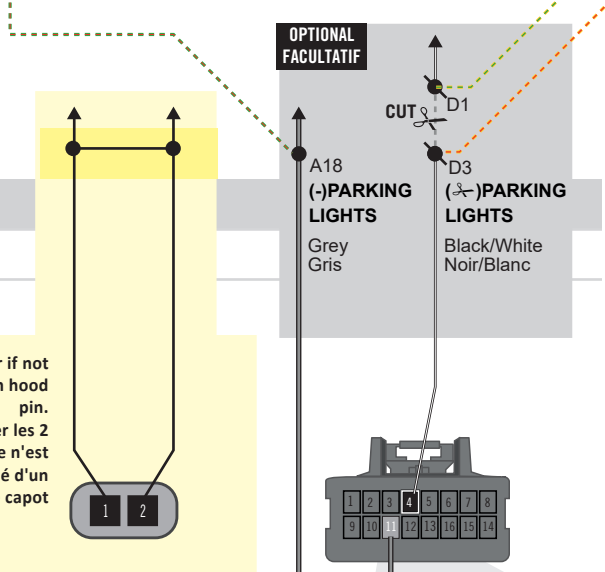 OPTIONAL
FACULTATIF
D1
CUT
A18
(-)PARKING
LIGHTS
Grey
Gris
D3
( )PARKING
LIGHTS
Black/White
Noir/Blanc
r if not
n hood
pin.
er les 2
e n'est
é d'un
capot
1 2
1 2 3 4 5 6 7 8
9 10 11 12 13 16 15 14